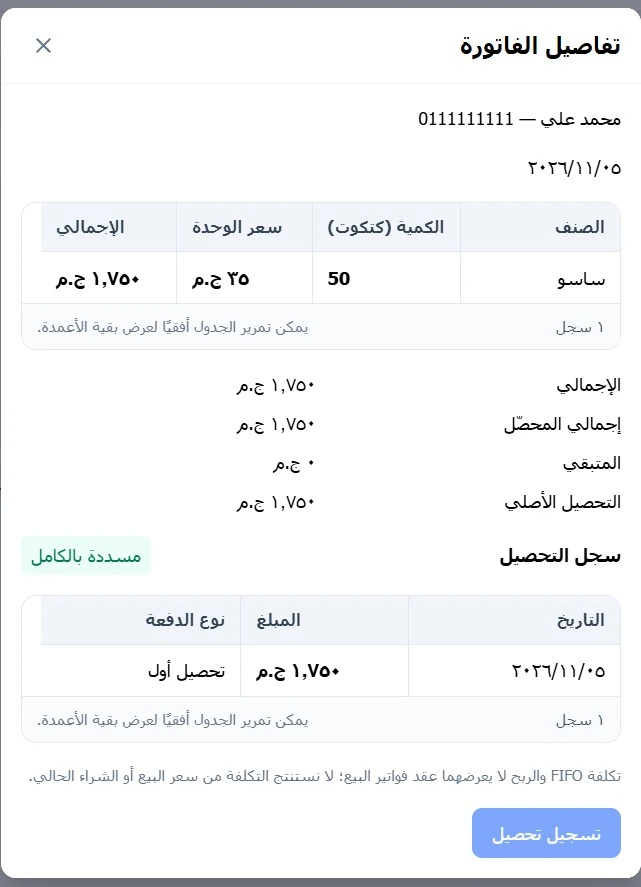 تفاصيل الفاتورة
محمد علي — 0111111111
٢٠٢٦/١١/٠٥
الصنف الكمية (كتكوت) سعر الوحدة الإجمالي
ساسو 50 ٣٥ ج.م ١,٧٥٠ ج.م
١ سجل يمكن تمرير الجدول أفقيًا لعرض بقية الأعمدة.
الإجمالي ١,٧٥٠ ج.م
إجمالي المحصّل ١,٧٥٠ ج.م
المتبقي ٠ ج.م
التحصيل الأصلي ١,٧٥٠ ج.م
سجل التحصيل مسددة بالكامل
التاريخ المبلغ نوع الدفعة
٢٠٢٦/١١/٠٥ ١,٧٥٠ ج.م تحصيل أول
١ سجل يمكن تمرير الجدول أفقيًا لعرض بقية الأعمدة.
تكلفة FIFO والربح لا يعرضهما عقد فواتير البيع؛ لا نستنتج التكلفة من سعر البيع أو الشراء الحالي.
تسجيل تحصيل